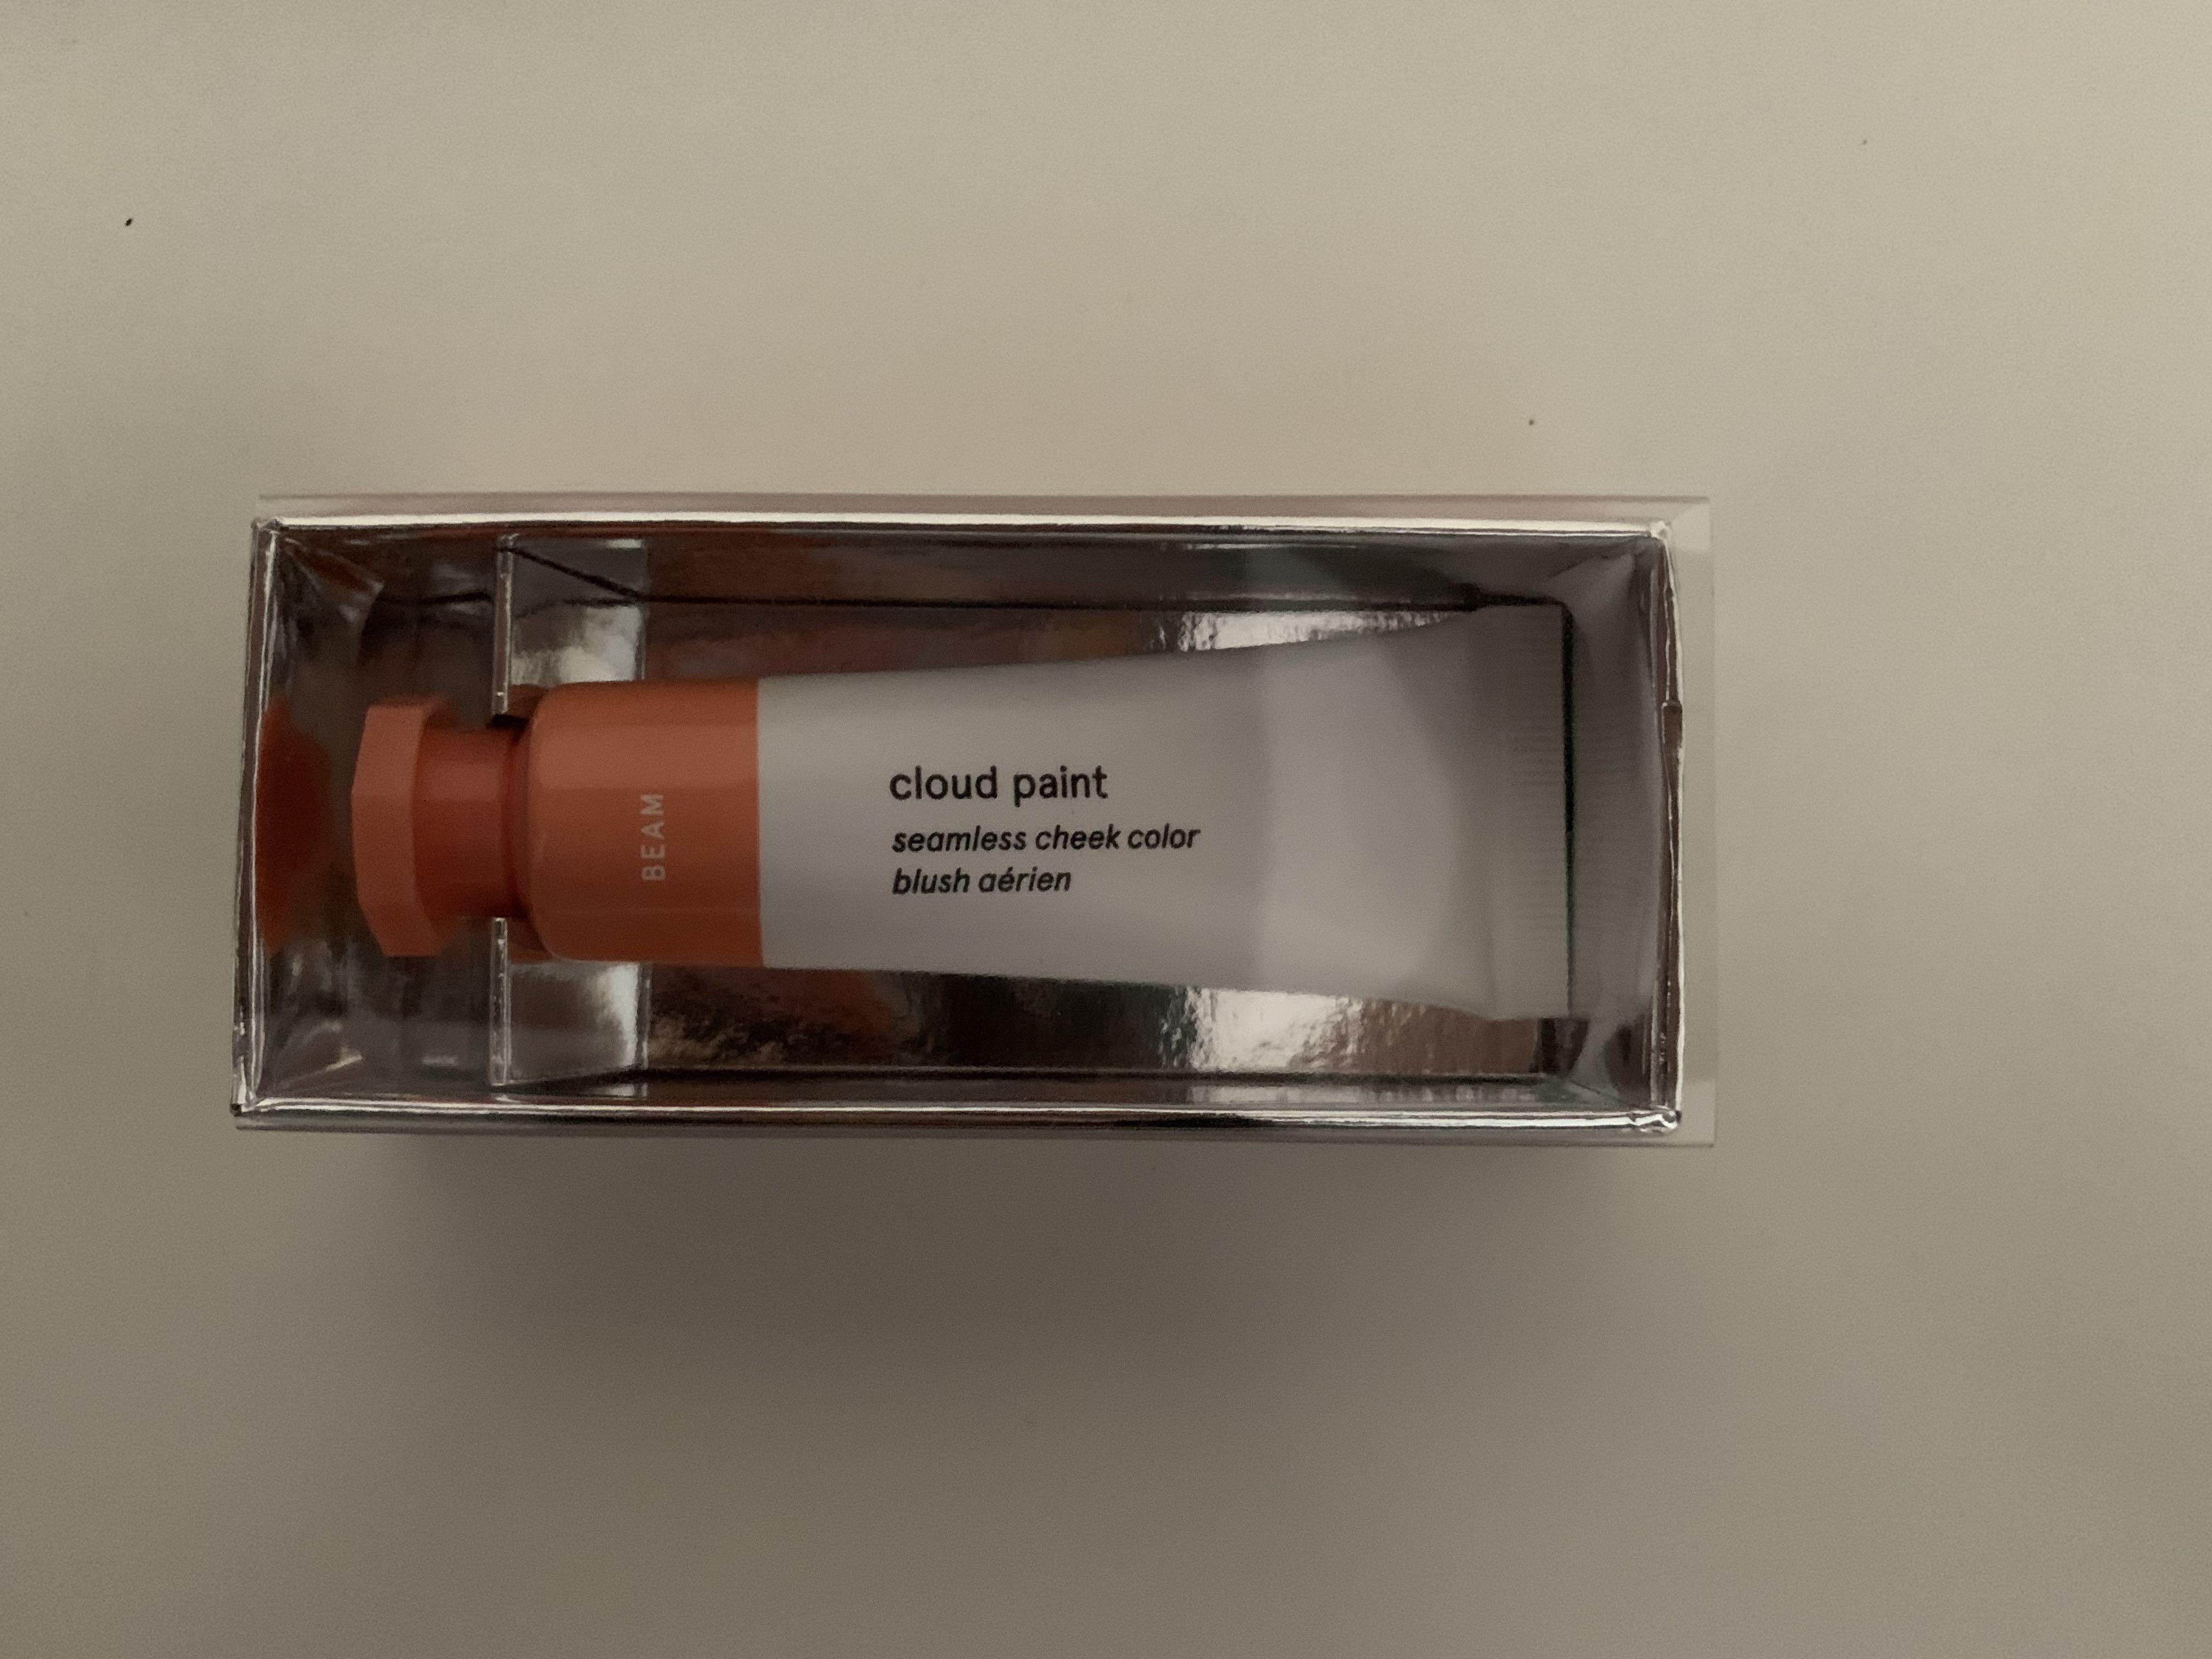 BEAM
cloud paint
seamless cheek color
blush aérien